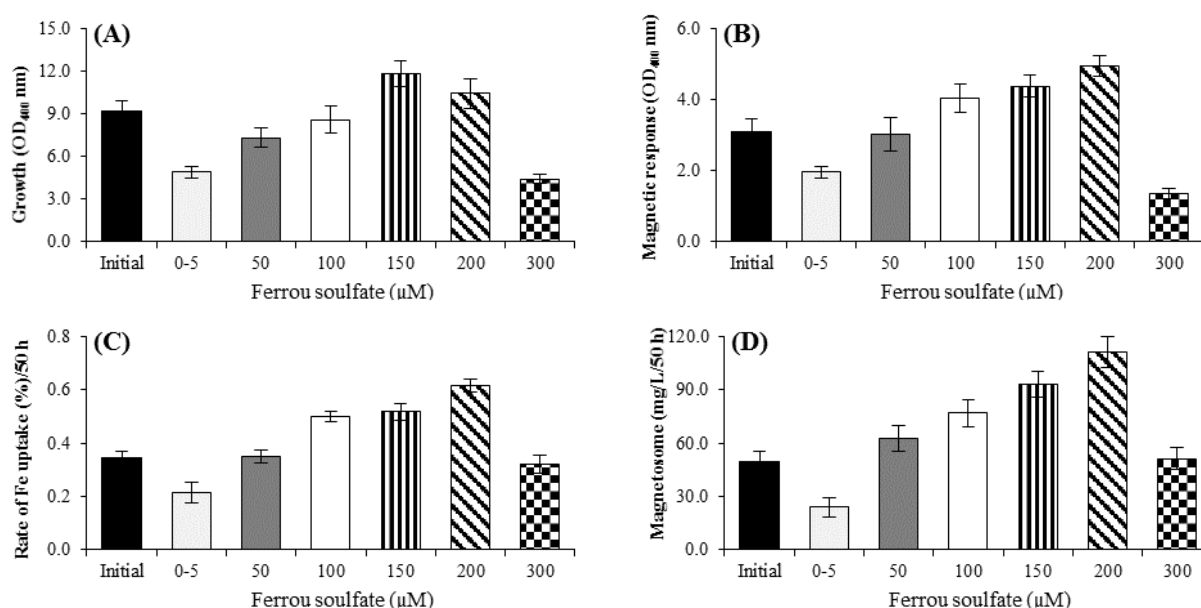 (A)
Growth (OD400 nm)
15.0
12.0
9.0
6.0
3.0
0.0
Initial 0-5 50 100 150 200 300
Ferrou soulfate (µM)
(B)
Magnetic response (OD400 nm)
6.0
4.0
2.0
0.0
Initial 0-5 50 100 150 200 300
Ferrou soulfate (µM)
(C)
Rate of Fe uptake (%)/50 h
0.8
0.6
0.4
0.2
0.0
Initial 0-5 50 100 150 200 300
Ferrou soulfate (µM)
(D)
Magnetosome (mg/L/50 h)
120.0
90.0
60.0
30.0
0.0
Initial 0-5 50 100 150 200 300
Ferrou soulfate (µM)